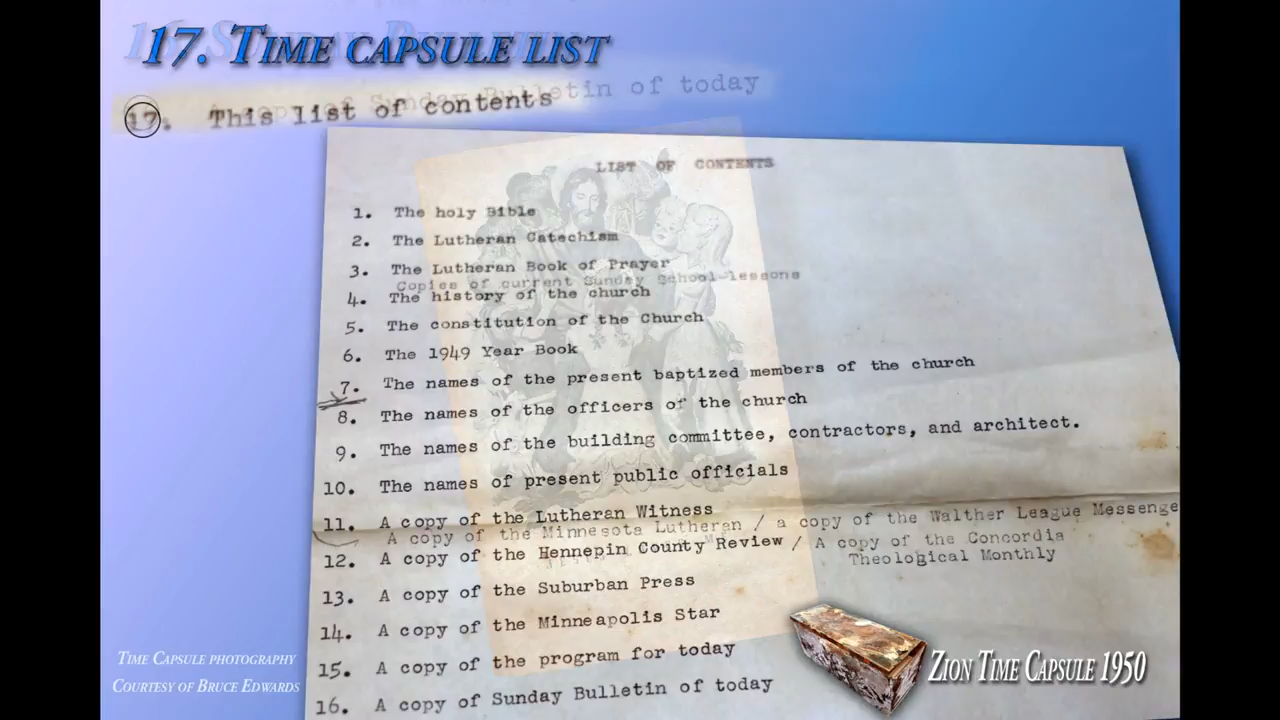 17. TIME CAPSULE LIST
17. This list of contents
LIST OF CONTENTS
1. The holy Bible
2. The Lutheran Catechism
3. The Lutheran Book of Prayer
Copies of current Sunday School lessons
4. The history of the church
5. The constitution of the Church
6. The 1949 Year Book
7. The names of the present baptized members of the church
8. The names of the officers of the church
9. The names of the building committee, contractors, and architect.
10. The names of present public officials
11. A copy of the Lutheran Witness
A copy of the Minnesota Lutheran / a copy of the Walther League Messenge
12. A copy of the Hennepin County Review / A copy of the Concordia
Theological Monthly
13. A copy of the Suburban Press
14. A copy of the Minneapolis Star
15. A copy of the program for today
16. A copy of Sunday Bulletin of today
TIME CAPSULE PHOTOGRAPHY
COURTESY OF BRUCE EDWARDS
ZION TIME CAPSULE 1950